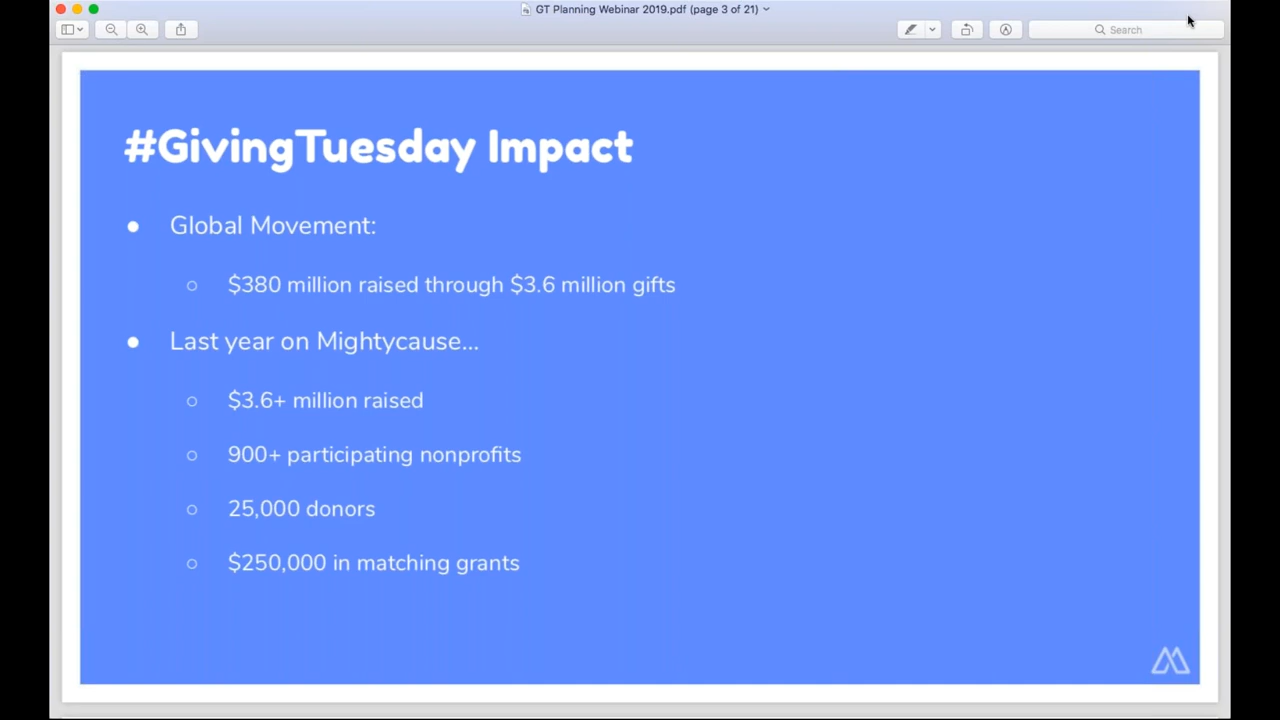 GT Planning Webinar 2019.pdf (page 3 of 21)
Search
#GivingTuesday Impact
● Global Movement:
○ $380 million raised through $3.6 million gifts
● Last year on Mightycause...
○ $3.6+ million raised
○ 900+ participating nonprofits
○ 25,000 donors
○ $250,000 in matching grants